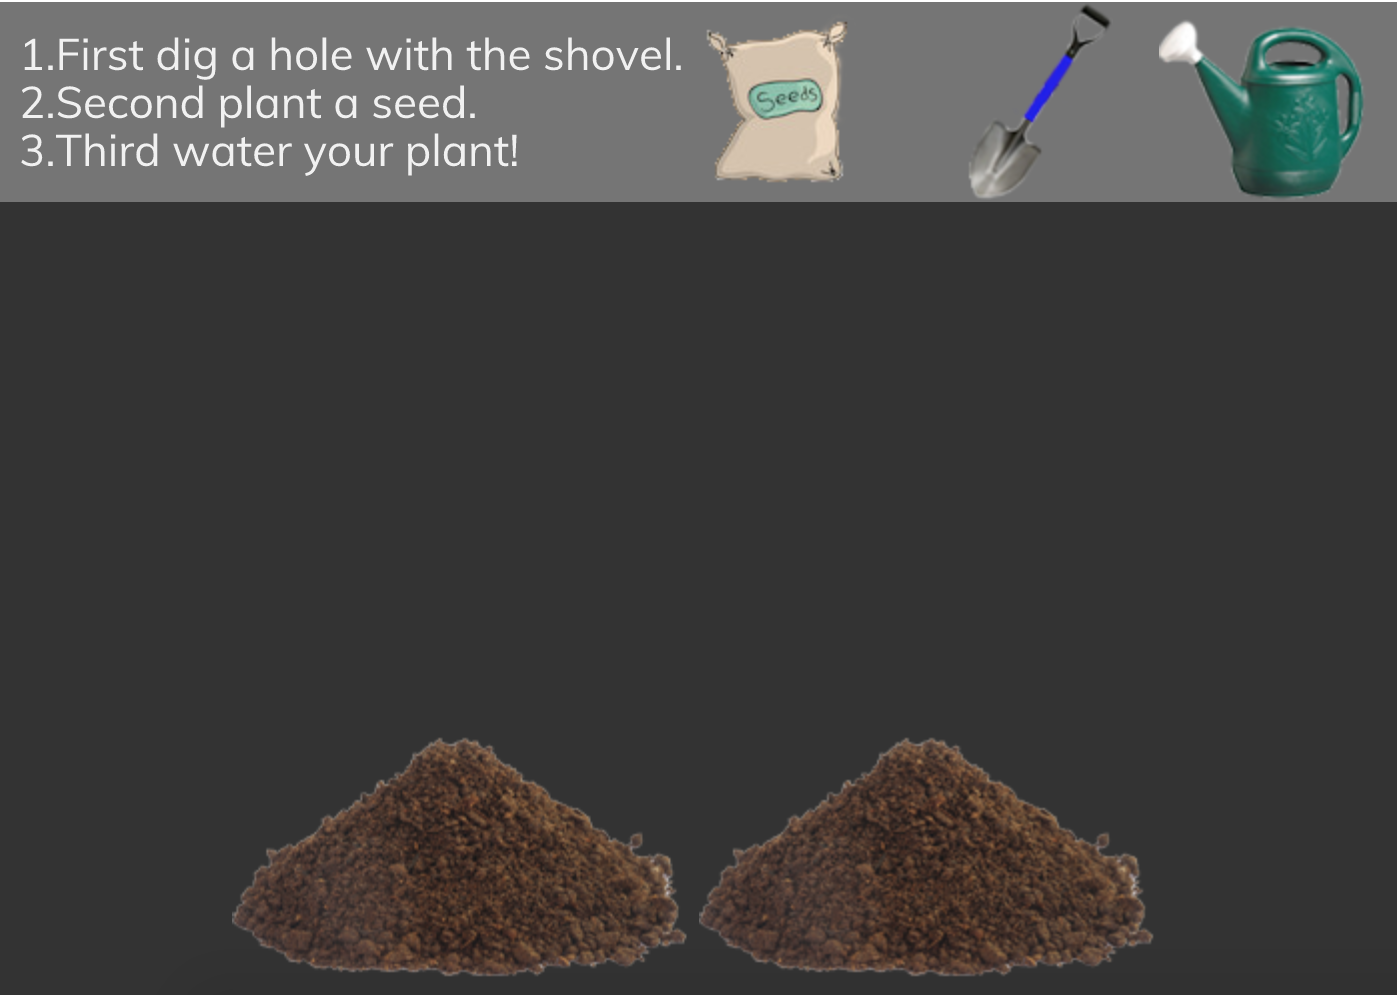 1.First dig a hole with the shovel.
2.Second plant a seed.
3.Third water your plant!
Seeds